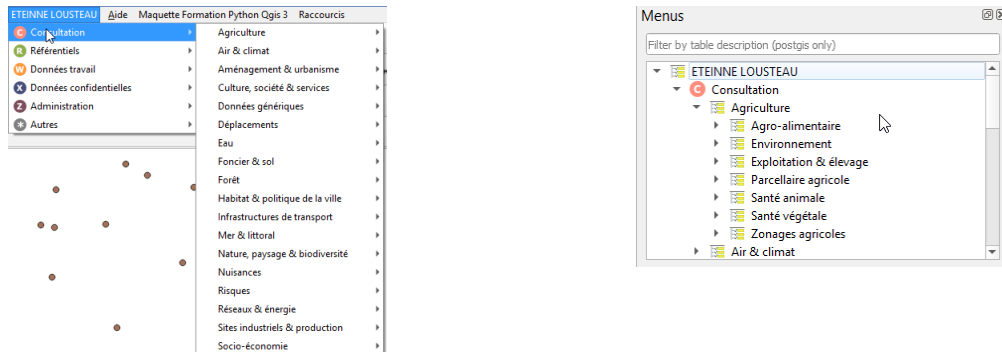 ETEINNE LOUSTEAU Aide Maquette Formation Python Qgis 3 Raccourcis
C Consultation
R Référentiels
W Données travail
X Données confidentielles
Z Administration
* Autres
Agriculture
Air & climat
Aménagement & urbanisme
Culture, société & services
Données génériques
Déplacements
Eau
Foncier & sol
Forêt
Habitat & politique de la ville
Infrastructures de transport
Mer & littoral
Nature, paysage & biodiversité
Nuisances
Risques
Réseaux & énergie
Sites industriels & production
Socio-économie
Menus
Filter by table description (postgis only)
ETEINNE LOUSTEAU
C Consultation
Agriculture
Agro-alimentaire
Environnement
Exploitation & élevage
Parcellaire agricole
Santé animale
Santé végétale
Zonages agricoles
Air & climat